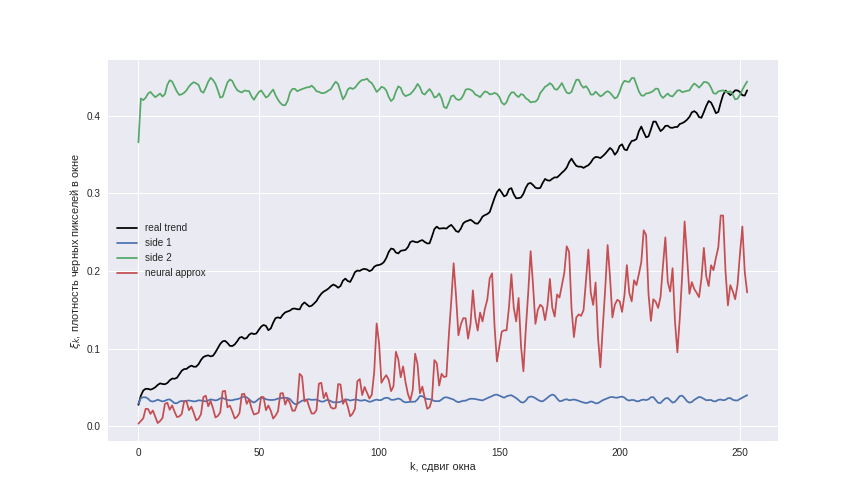 0.4
0.3
0.2
0.1
0.0
ξk, плотность черных пикселей в окне
real trend
side 1
side 2
neural approx
0 50 100 150 200 250
k, сдвиг окна